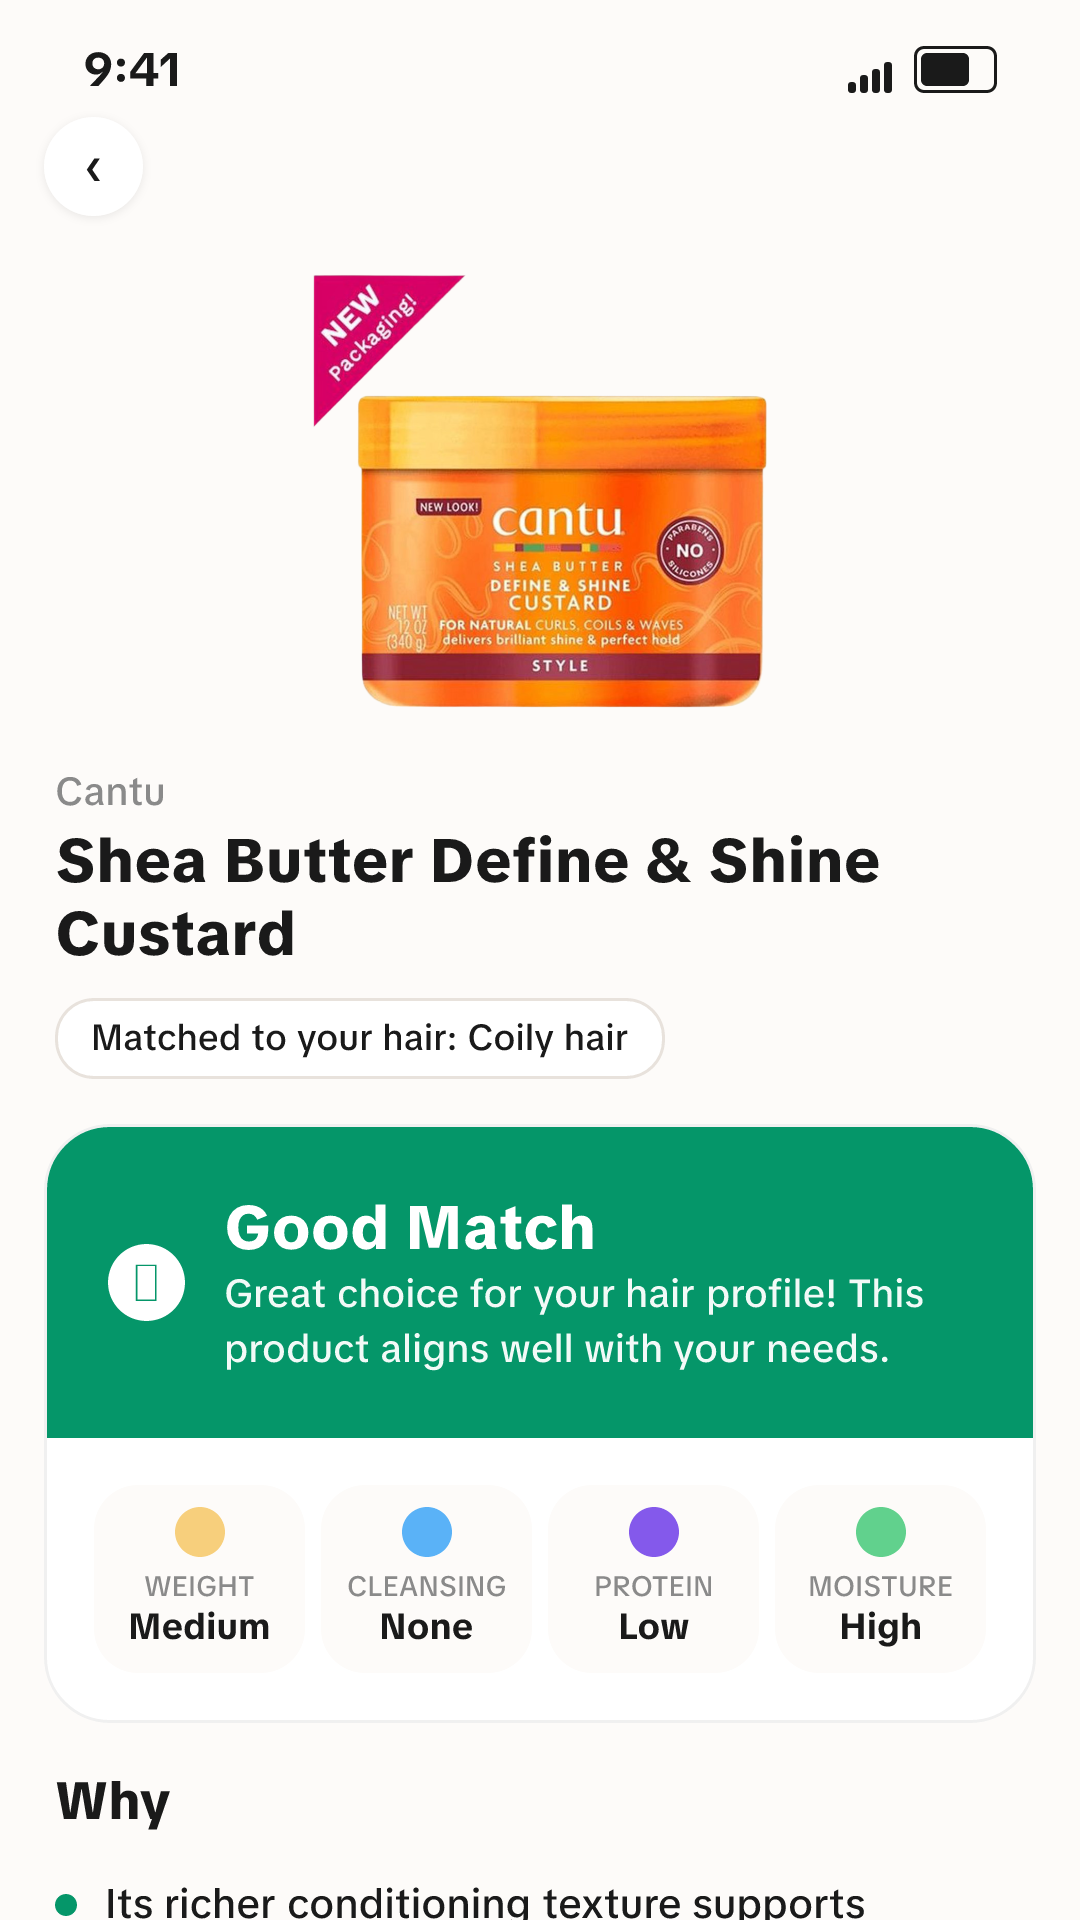 9:41
NEW
Packaging!
NEW LOOK!
cantu
SHEA BUTTER
DEFINE & SHINE
CUSTARD
PARABENS
NO
SILICONES
NET WT
12 OZ
(340 g)
FOR NATURAL CURLS, COILS & WAVES
delivers brilliant shine & perfect hold
STYLE
Cantu
Shea Butter Define & Shine
Custard
Matched to your hair: Coily hair
Good Match
Great choice for your hair profile! This
product aligns well with your needs.
WEIGHT
Medium
CLEANSING
None
PROTEIN
Low
MOISTURE
High
Why
Its richer conditioning texture supports